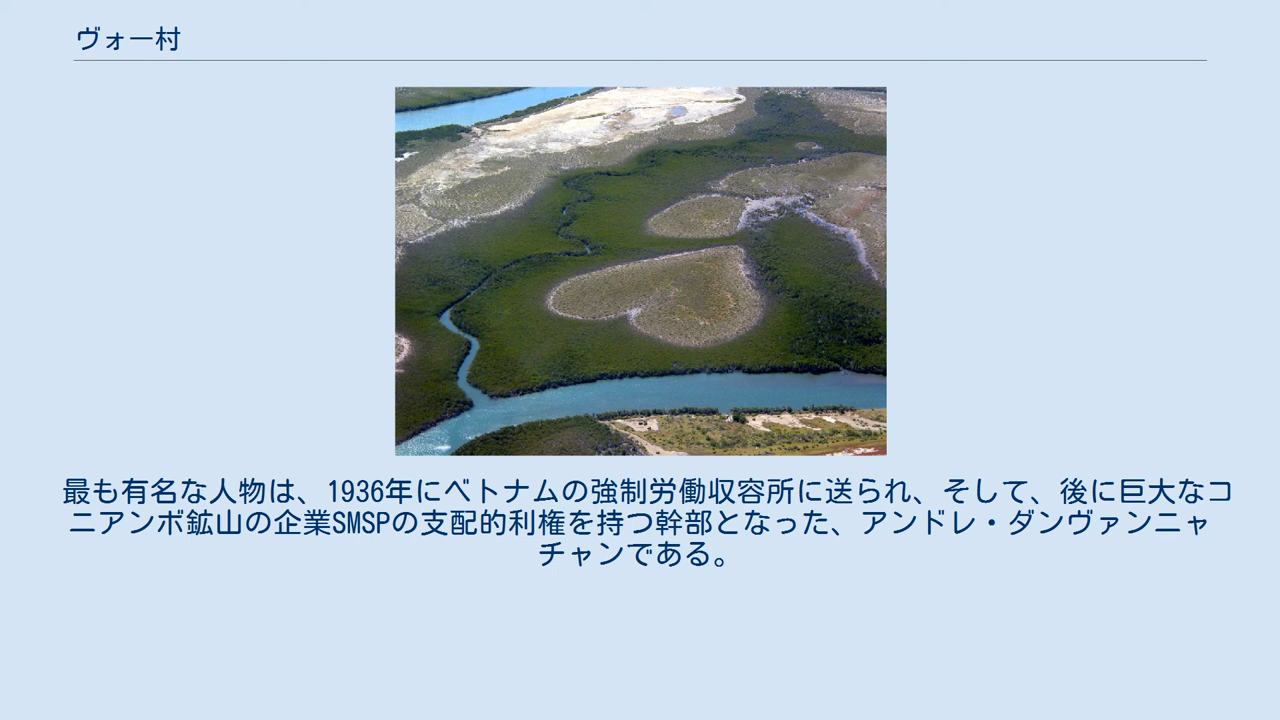 ヴォー村
最も有名な人物は、1936年にベトナムの強制労働収容所に送られ、そして、後に巨大なコ
ニアンボ鉱山の企業SMSPの支配的利権を持つ幹部となった、アンドレ・ダンヴァンニャ
チャンである。